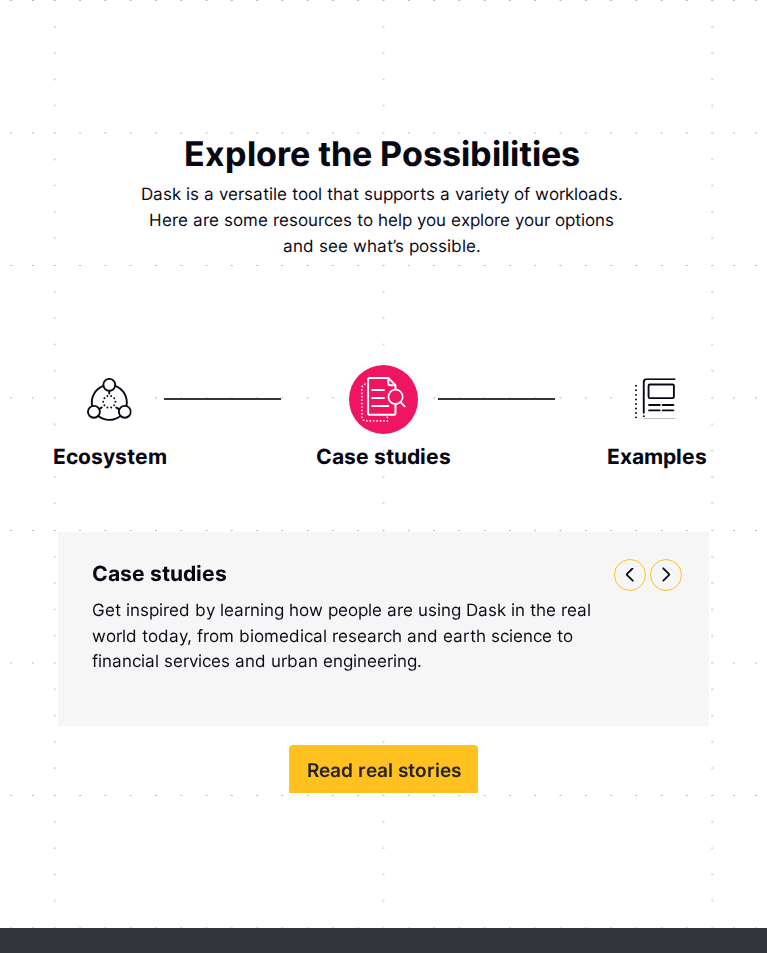 Explore the Possibilities
Dask is a versatile tool that supports a variety of workloads.
Here are some resources to help you explore your options
and see what’s possible.
Ecosystem
Case studies
Examples
Case studies
Get inspired by learning how people are using Dask in the real
world today, from biomedical research and earth science to
financial services and urban engineering.
Read real stories